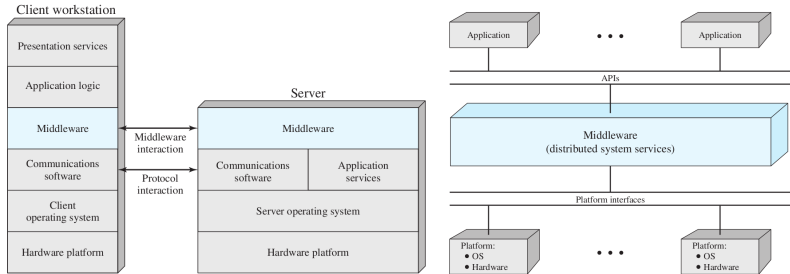 Client workstation
Presentation services
Application logic
Middleware
Communications
software
Client
operating system
Hardware platform
Middleware
interaction
Protocol
interaction
Server
Middleware
Communications
software
Application
services
Server operating system
Hardware platform
Application
• • •
Application
APIs
Middleware
(distributed system services)
Platform interfaces
Platform:
• OS
• Hardware
• • •
Platform:
• OS
• Hardware